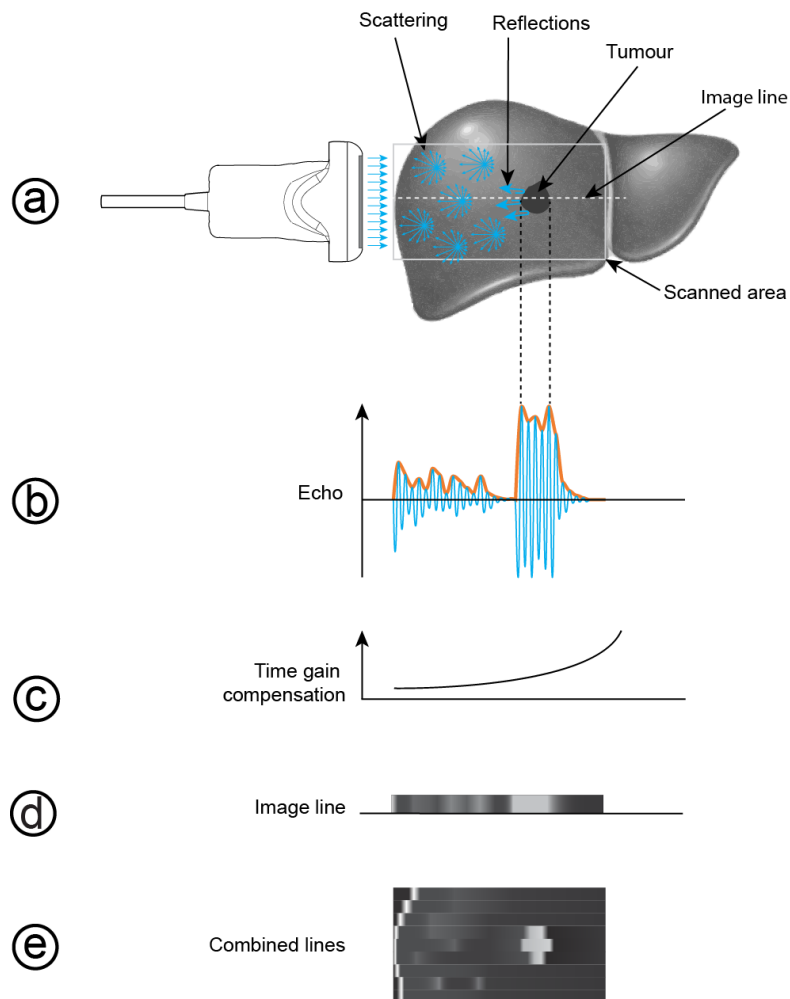 Scattering
Reflections
Tumour
Image line
a
Scanned area
b
Echo
c
Time gain
compensation
d
Image line
e
Combined lines